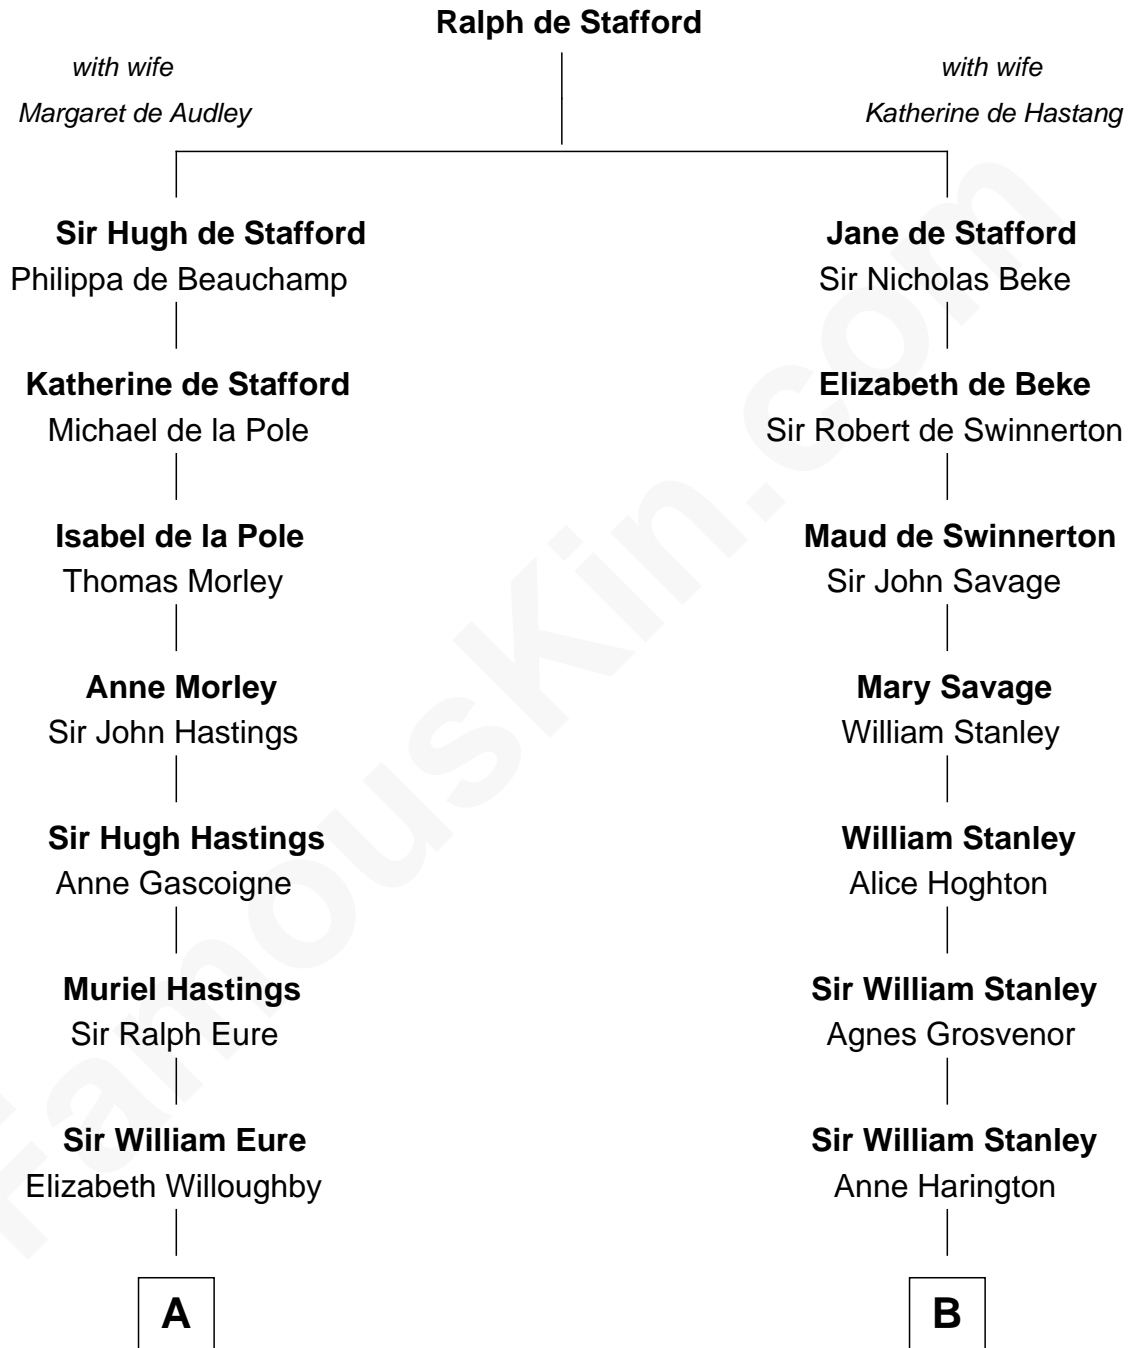 Ralph de Stafford
with wife
Margaret de Audley
with wife
Katherine de Hastang
Sir Hugh de Stafford
Philippa de Beauchamp
Jane de Stafford
Sir Nicholas Beke
Katherine de Stafford
Michael de la Pole
Elizabeth de Beke
Sir Robert de Swinnerton
Isabel de la Pole
Thomas Morley
Maud de Swinnerton
Sir John Savage
Anne Morley
Sir John Hastings
Mary Savage
William Stanley
Sir Hugh Hastings
Anne Gascoigne
William Stanley
Alice Hoghton
Muriel Hastings
Sir Ralph Eure
Sir William Stanley
Agnes Grosvenor
Sir William Eure
Elizabeth Willoughby
Sir William Stanley
Anne Harington
A
B
FamousKin.com